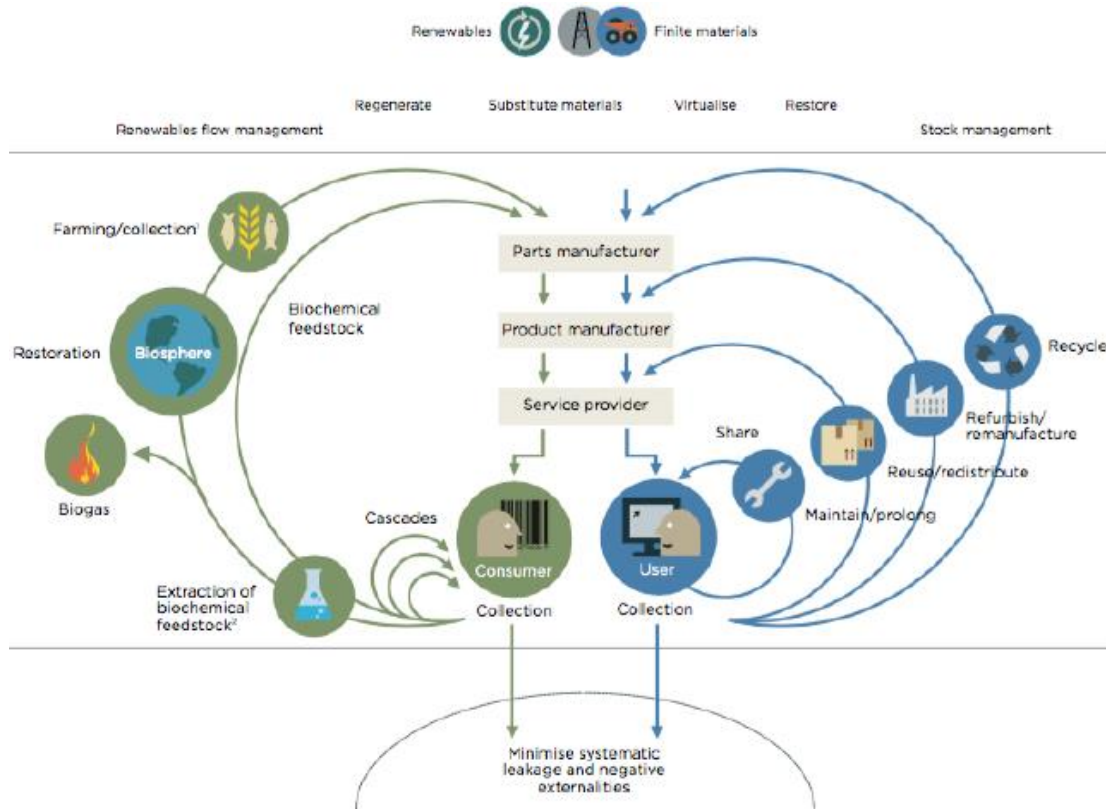 Renewables
Finite materials
Regenerate
Substitute materials
Virtualise
Restore
Renewables flow management
Stock management
Farming/collection¹
Parts manufacturer
Biochemical
feedstock
Product manufacturer
Restoration
Biosphere
Recycle
Service provider
Refurbish/
remanufacture
Share
Reuse/redistribute
Biogas
Maintain/prolong
Cascades
Consumer
User
Extraction of
biochemical
feedstock²
Collection
Collection
Minimise systematic
leakage and negative
externalities